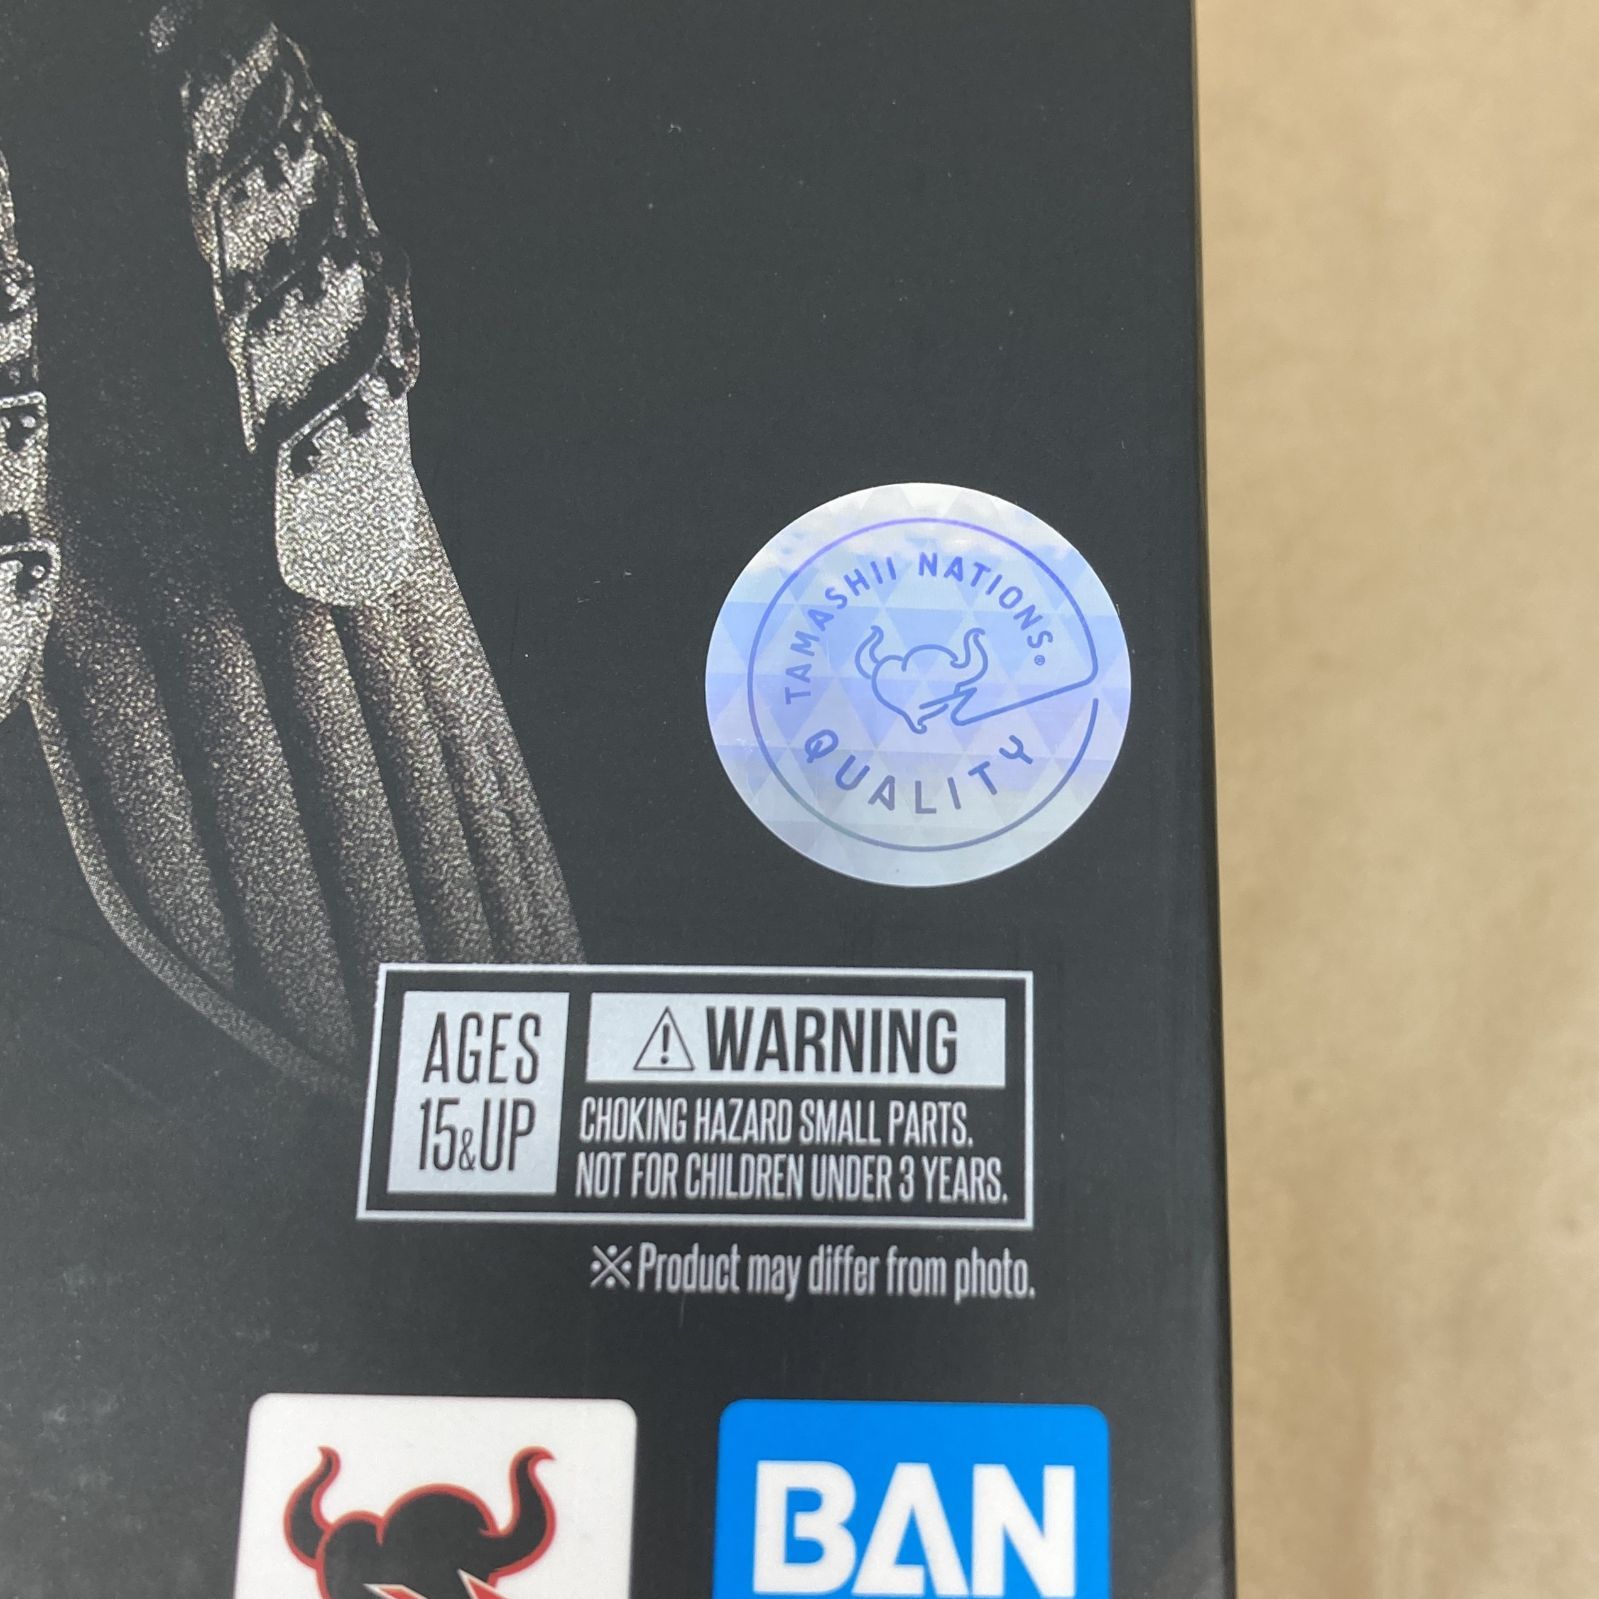 TAMASHII NATIONS®
QUALITY
AGES
15&UP
⚠WARNING
CHOKING HAZARD SMALL PARTS.
NOT FOR CHILDREN UNDER 3 YEARS.
※Product may differ from photo.
BAN